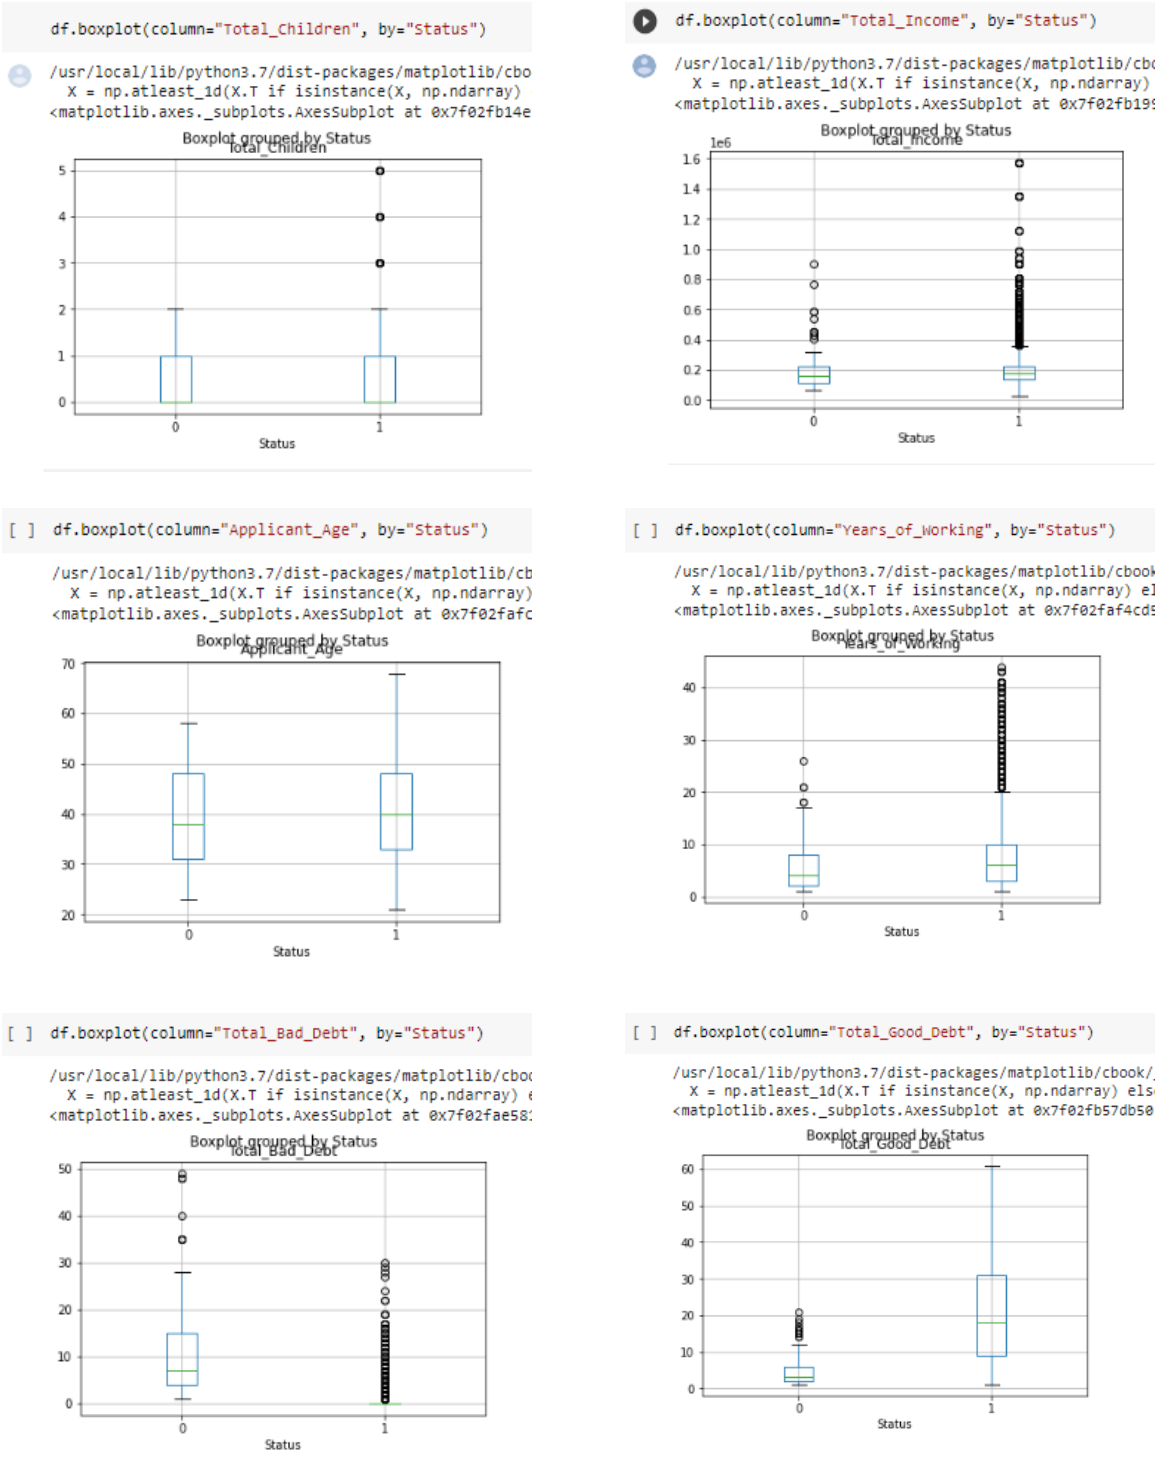 df.boxplot(column="Total_Children", by="Status")
/usr/local/lib/python3.7/dist-packages/matplotlib/cbo
X = np.atleast_1d(X.T if isinstance(X, np.ndarray)
<matplotlib.axes._subplots.AxesSubplot at 0x7f02fb14e
Boxplot grouped by Status
Total_Children
5
4
3
2
1
0
0 1
Status
df.boxplot(column="Total_Income", by="Status")
/usr/local/lib/python3.7/dist-packages/matplotlib/cbo
X = np.atleast_1d(X.T if isinstance(X, np.ndarray)
<matplotlib.axes._subplots.AxesSubplot at 0x7f02fb199
Boxplot grouped by Status
Total_Income
1e6
1.6
1.4
1.2
1.0
0.8
0.6
0.4
0.2
0.0
0 1
Status
[ ] df.boxplot(column="Applicant_Age", by="Status")
/usr/local/lib/python3.7/dist-packages/matplotlib/cb
X = np.atleast_1d(X.T if isinstance(X, np.ndarray)
<matplotlib.axes._subplots.AxesSubplot at 0x7f02fafc
Boxplot grouped by Status
Applicant_Age
70
60
50
40
30
20
0 1
Status
[ ] df.boxplot(column="Years_of_Working", by="Status")
/usr/local/lib/python3.7/dist-packages/matplotlib/cbook
X = np.atleast_1d(X.T if isinstance(X, np.ndarray) el
<matplotlib.axes._subplots.AxesSubplot at 0x7f02faf4cd5
Boxplot grouped by Status
Years_of_Working
40
30
20
10
0
0 1
Status
[ ] df.boxplot(column="Total_Bad_Debt", by="Status")
/usr/local/lib/python3.7/dist-packages/matplotlib/cboo
X = np.atleast_1d(X.T if isinstance(X, np.ndarray) e
<matplotlib.axes._subplots.AxesSubplot at 0x7f02fae581
Boxplot grouped by Status
Total_Bad_Debt
50
40
30
20
10
0
0 1
Status
[ ] df.boxplot(column="Total_Good_Debt", by="Status")
/usr/local/lib/python3.7/dist-packages/matplotlib/cbook/_
X = np.atleast_1d(X.T if isinstance(X, np.ndarray) else
<matplotlib.axes._subplots.AxesSubplot at 0x7f02fb57db50
Boxplot grouped by Status
Total_Good_Debt
60
50
40
30
20
10
0
0 1
Status